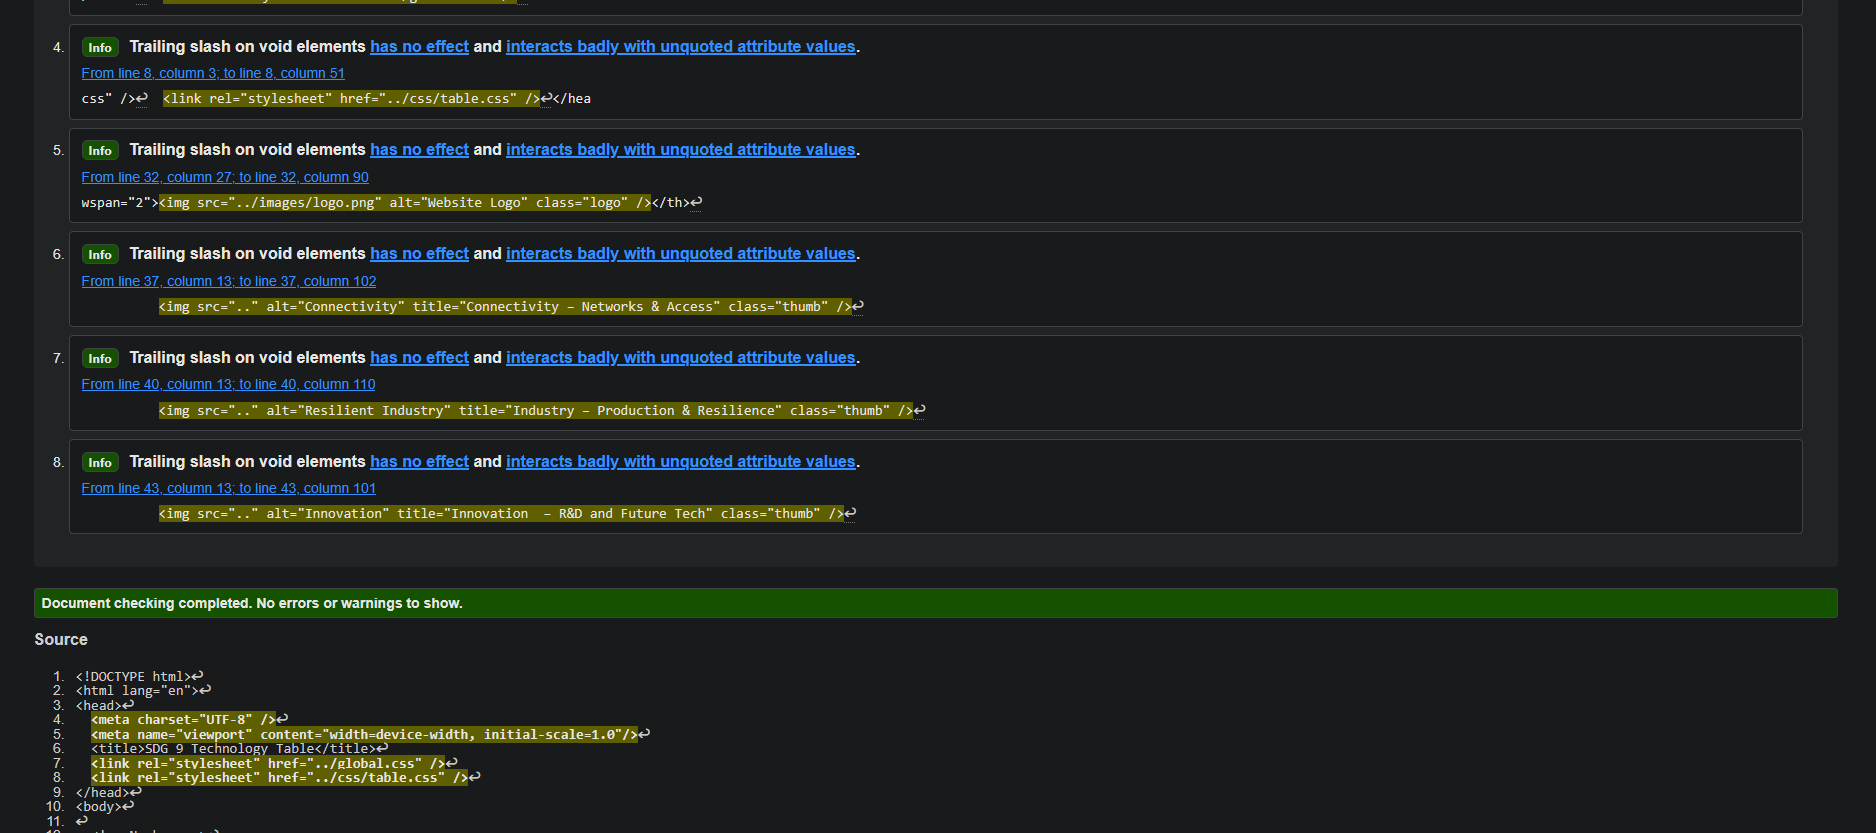 4. Info Trailing slash on void elements has no effect and interacts badly with unquoted attribute values.
From line 8, column 3; to line 8, column 51
css" />↩ <link rel="stylesheet" href="../css/table.css" />↩</hea
5. Info Trailing slash on void elements has no effect and interacts badly with unquoted attribute values.
From line 32, column 27; to line 32, column 90
wspan="2"><img src="../images/logo.png" alt="Website Logo" class="logo" /></th>↩
6. Info Trailing slash on void elements has no effect and interacts badly with unquoted attribute values.
From line 37, column 13; to line 37, column 102
<img src=".." alt="Connectivity" title="Connectivity – Networks & Access" class="thumb" />↩
7. Info Trailing slash on void elements has no effect and interacts badly with unquoted attribute values.
From line 40, column 13; to line 40, column 110
<img src=".." alt="Resilient Industry" title="Industry – Production & Resilience" class="thumb" />↩
8. Info Trailing slash on void elements has no effect and interacts badly with unquoted attribute values.
From line 43, column 13; to line 43, column 101
<img src=".." alt="Innovation" title="Innovation  – R&D and Future Tech" class="thumb" />↩
Document checking completed. No errors or warnings to show.
Source
1. <!DOCTYPE html>↩
2. <html lang="en">↩
3. <head>↩
4. <meta charset="UTF-8" />↩
5. <meta name="viewport" content="width=device-width, initial-scale=1.0"/>↩
6. <title>SDG 9 Technology Table</title>↩
7. <link rel="stylesheet" href="../global.css" />↩
8. <link rel="stylesheet" href="../css/table.css" />↩
9. </head>↩
10. <body>↩
11. ↩